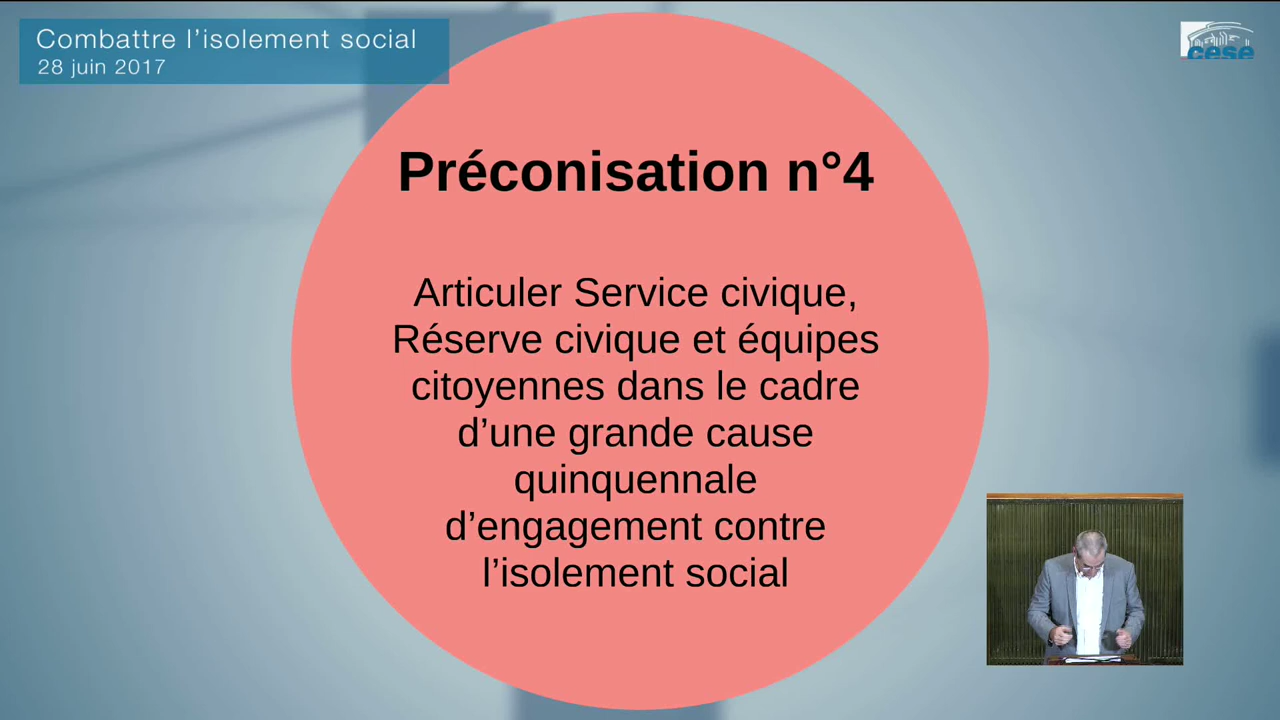 Combattre l’isolement social
28 juin 2017
cese
Préconisation n°4
Articuler Service civique,
Réserve civique et équipes
citoyennes dans le cadre
d’une grande cause
quinquennale
d’engagement contre
l’isolement social